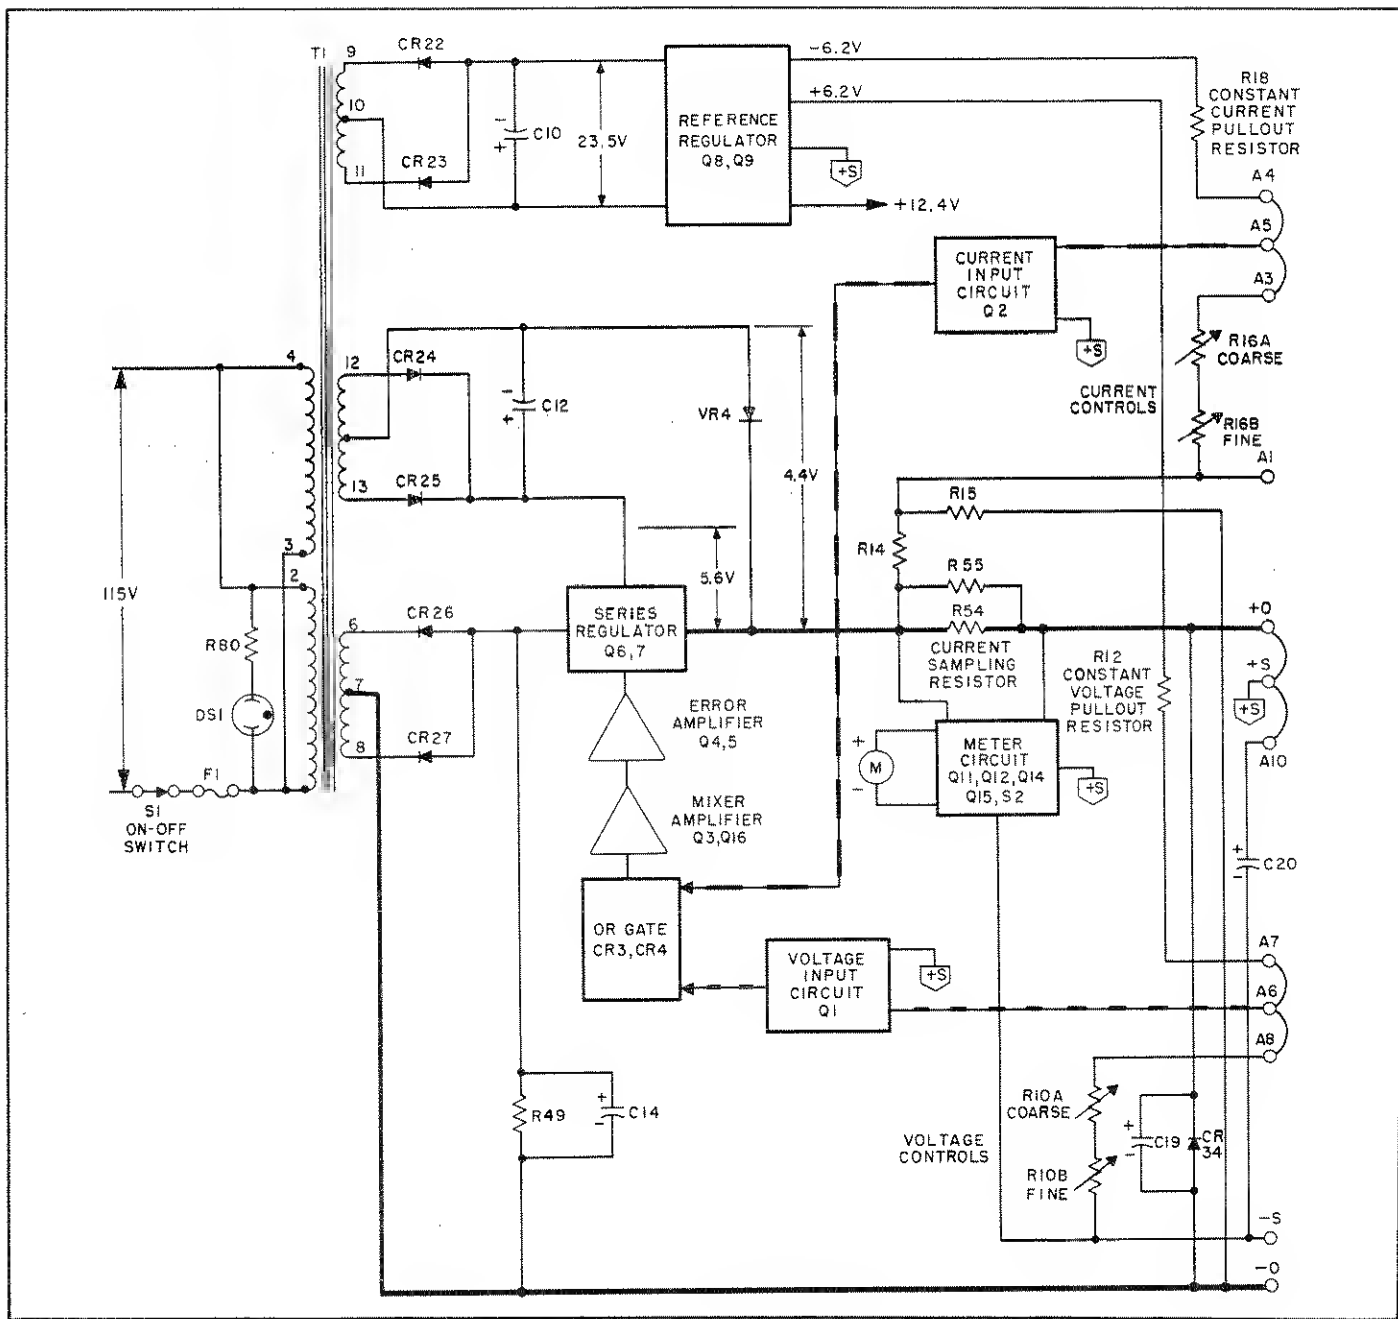 T1
9
CR22
10
11
CR23
C10
-
+
23.5V
REFERENCE
REGULATOR
Q8, Q9
-6.2V
+6.2V
+S
+12.4V
R18
CONSTANT
CURRENT
PULLOUT
RESISTOR
A4
A5
A3
CURRENT
INPUT
CIRCUIT
Q2
+S
R16A
COARSE
CURRENT
CONTROLS
R16B
FINE
A1
4
3
2
115V
R80
DS1
F1
S1
ON-OFF
SWITCH
12
CR24
13
CR25
-
+
C12
VR4
4.4V
5.6V
6
CR26
7
8
CR27
SERIES
REGULATOR
Q6,7
R15
R14
R55
R54
CURRENT
SAMPLING
RESISTOR
R12
CONSTANT
VOLTAGE
PULLOUT
RESISTOR
+O
+S
+S
A10
ERROR
AMPLIFIER
Q4,5
MIXER
AMPLIFIER
Q3,Q16
+
M
-
METER
CIRCUIT
Q11,Q12,Q14
Q15,S2
+S
+
C20
-
OR GATE
CR3,CR4
VOLTAGE
INPUT
CIRCUIT
Q1
+S
A7
A6
A8
R49
+
C14
-
VOLTAGE
CONTROLS
R10A
COARSE
R10B
FINE
+
C19
-
CR
34
-S
-O